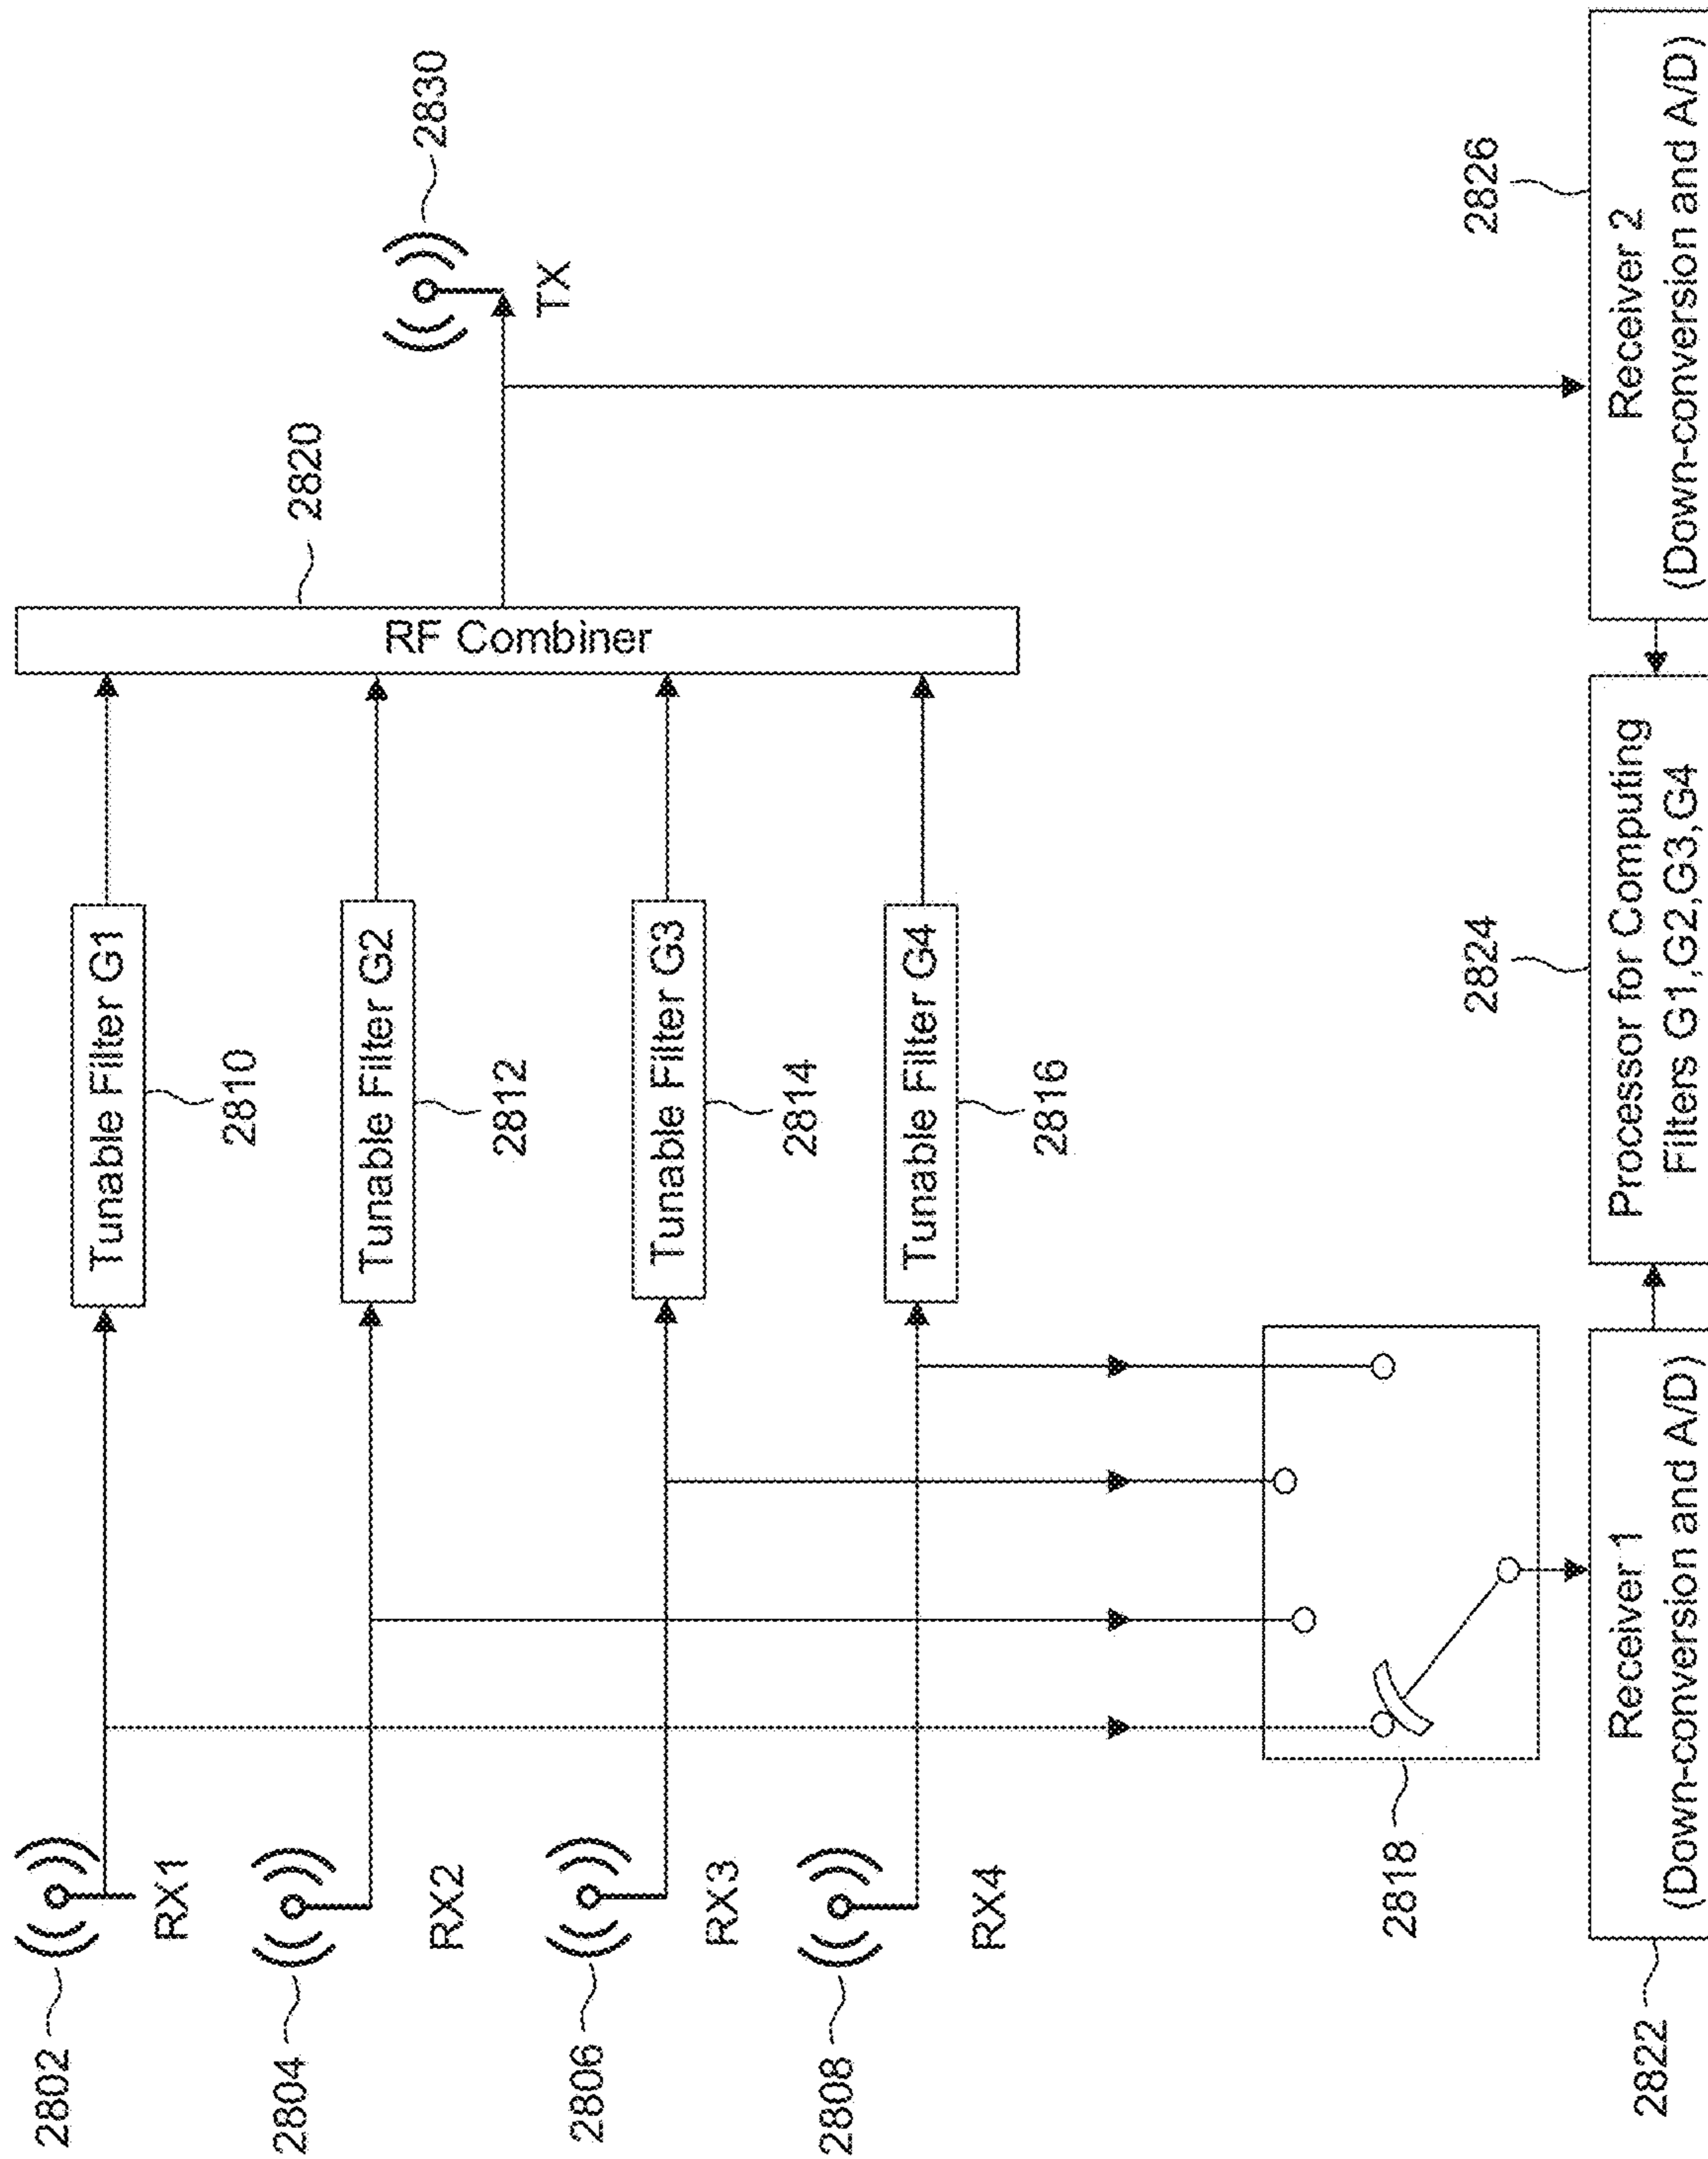 2802
RX1
2804
RX2
2806
RX3
2808
RX4
Tunable Filter G1
2810
Tunable Filter G2
2812
Tunable Filter G3
2814
Tunable Filter G4
2816
RF Combiner
2820
2830
TX
2818
2822
Receiver 1
(Down-conversion and A/D)
2824
Processor for Computing
Filters G1,G2,G3,G4
2826
Receiver 2
(Down-conversion and A/D)